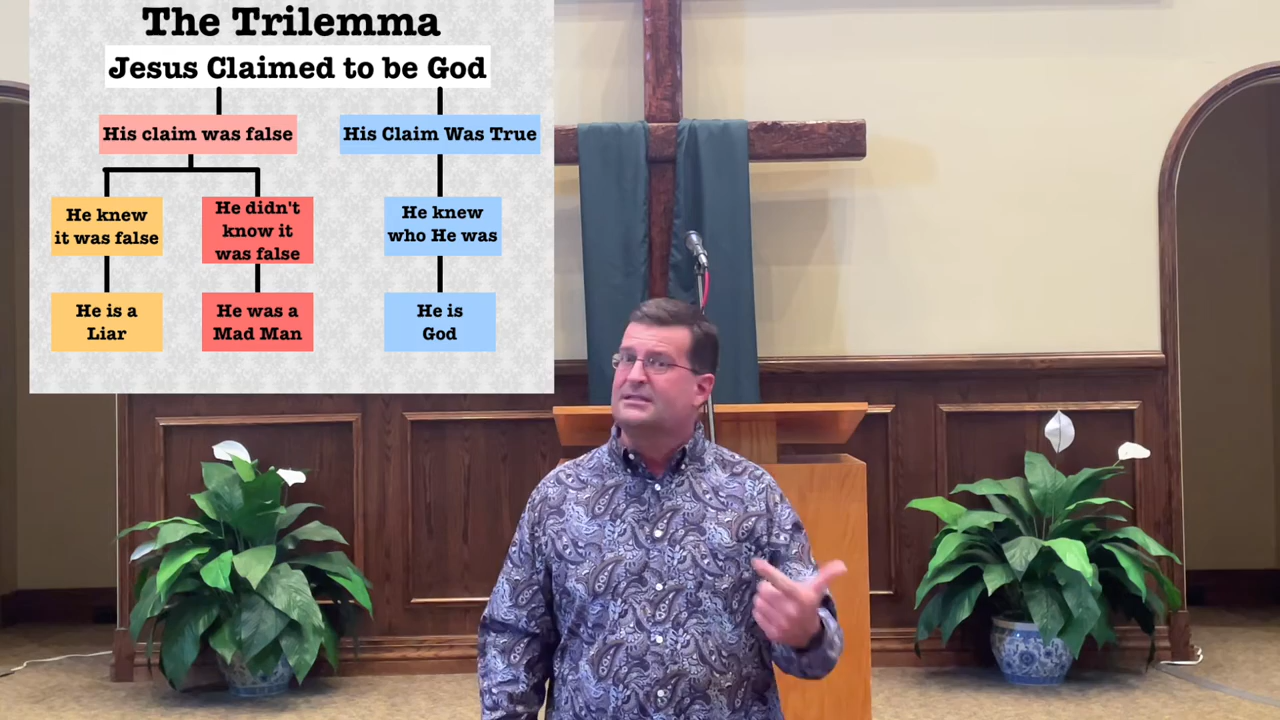 The Trilemma
Jesus Claimed to be God
His claim was false
His Claim Was True
He knew
it was false
He didn't
know it
was false
He knew
who He was
He is a
Liar
He was a
Mad Man
He is
God